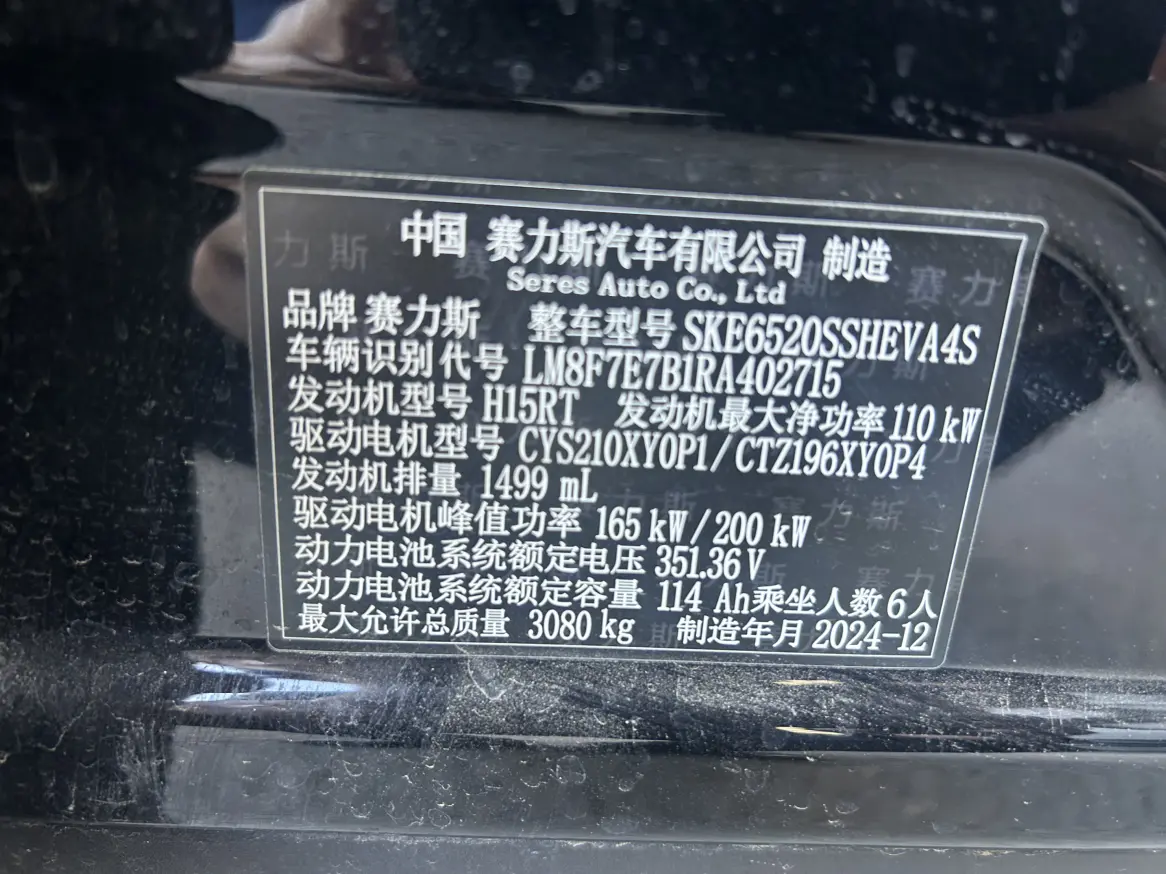 中国 赛力斯汽车有限公司 制造
Seres Auto Co., Ltd
品牌 赛力斯 整车型号 SKE6520SSHEVA4S
车辆识别代号 LM8F7E7B1RA402715
发动机型号 H15RT 发动机最大净功率 110 kW
驱动电机型号 CYS210XY0P1/CTZ196XY0P4
发动机排量 1499 mL
驱动电机峰值功率 165 kW/200 kW
动力电池系统额定电压 351.36 V
动力电池系统额定容量 114 Ah 乘坐人数 6人
最大允许总质量 3080 kg 制造年月 2024-12